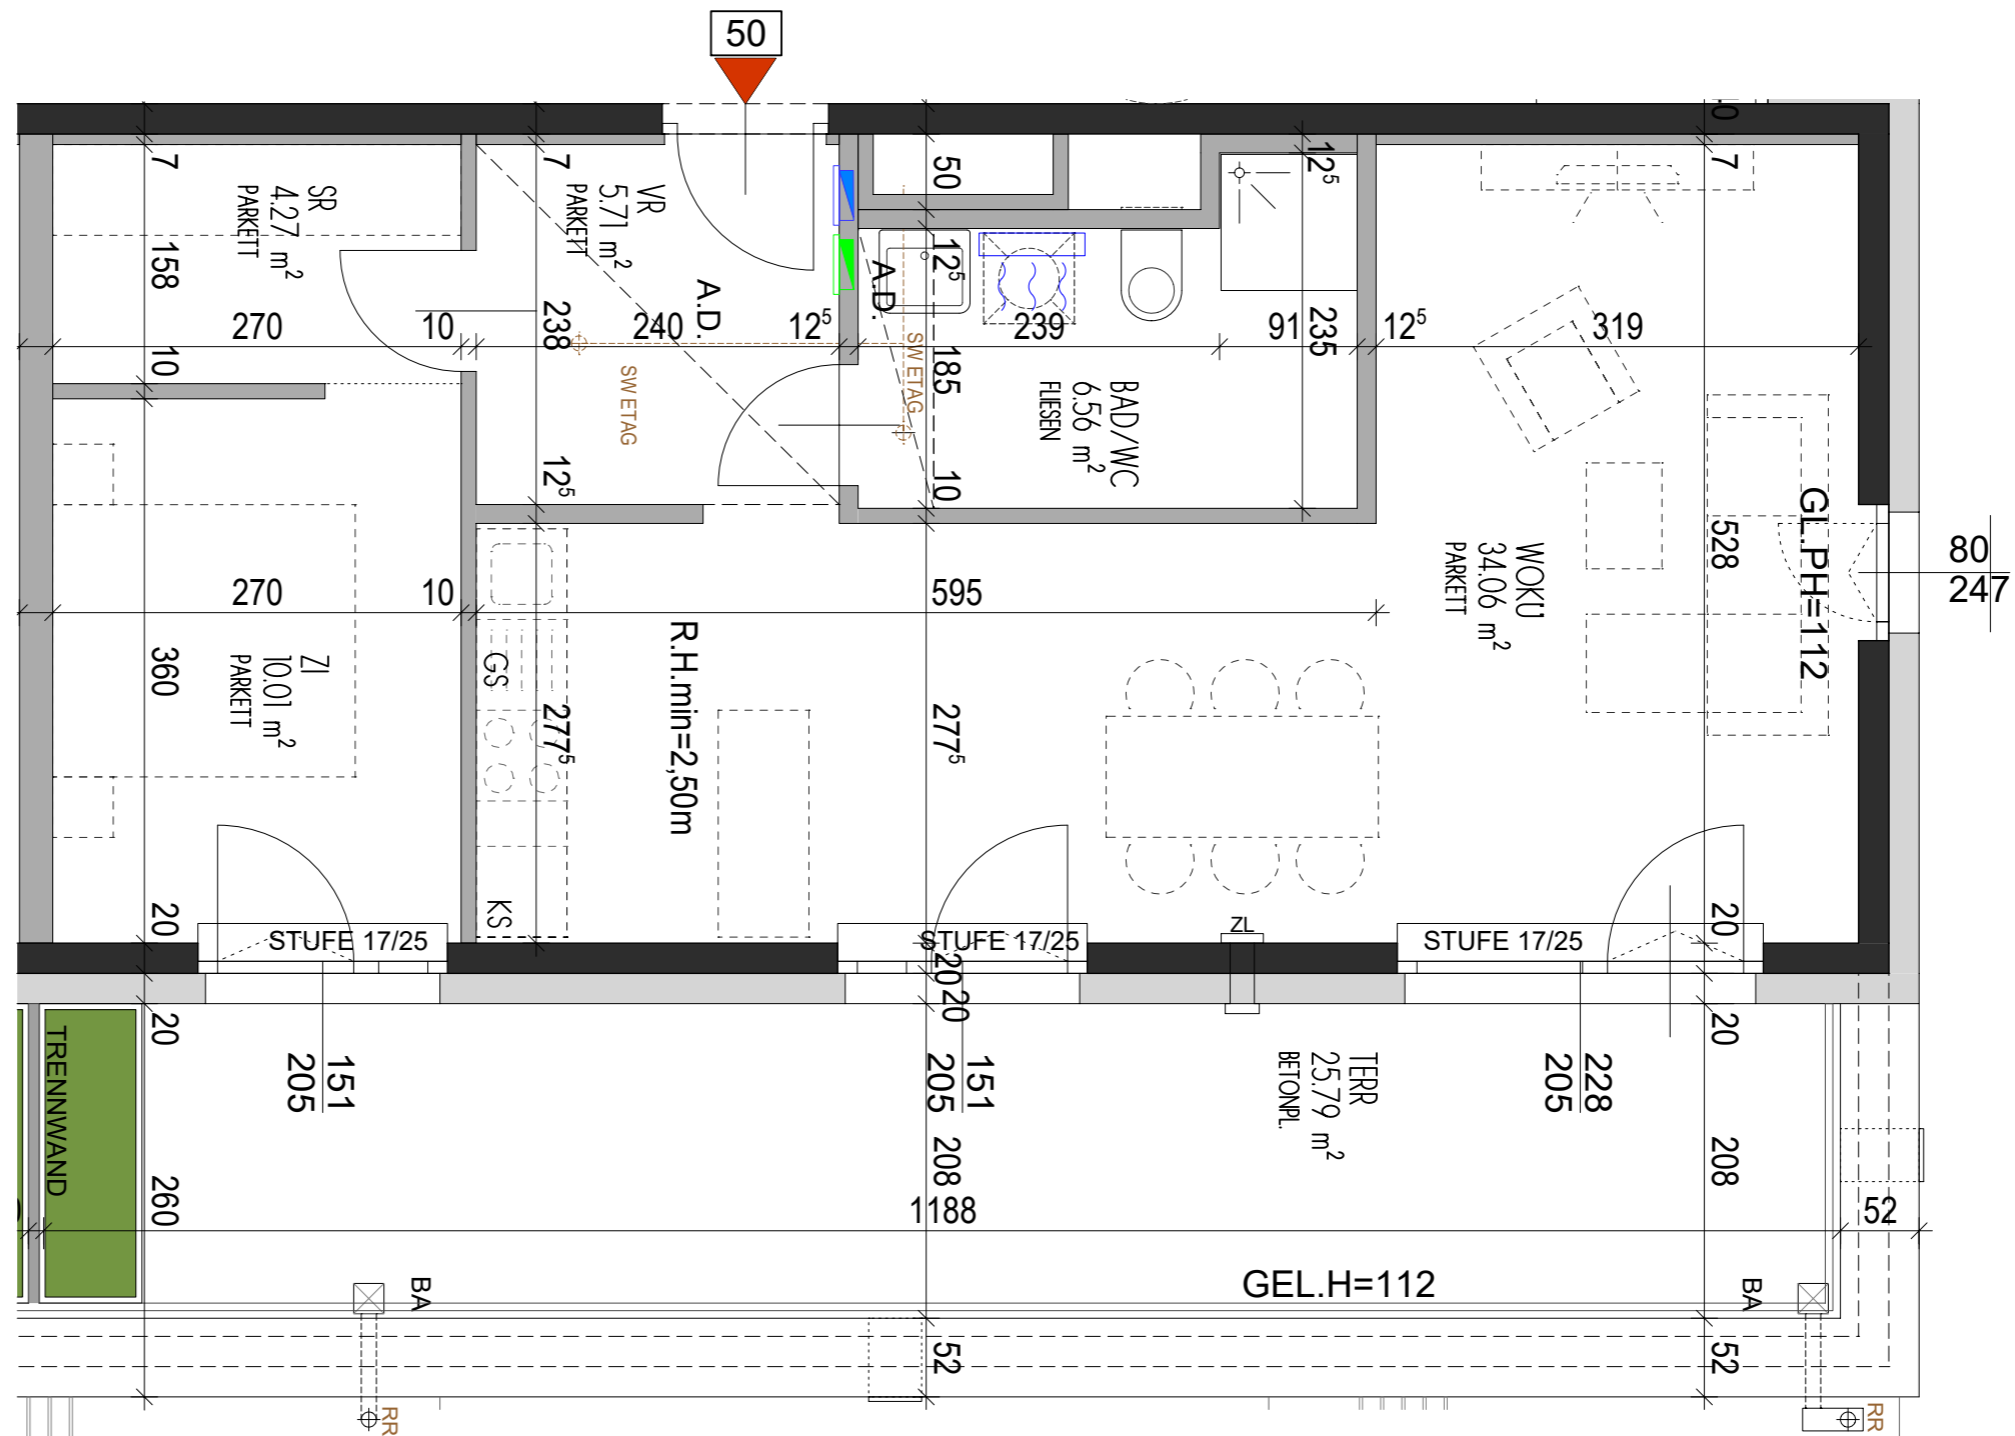 50
SR
4.27 m²
PARKETT
VR
5.71 m²
PARKETT
A.D.
A.D.
SWETAG
SWETAG
BAD/WC
6.56 m²
FLIESEN
WOKÜ
34.06 m²
PARKETT
GL.PH=112
80
247
7
158
10
360
20
20
260
7
238
12⁵
277⁵
50
12⁵
185
10
277⁵
20
20
208
52
12⁵
235
7
528
20
20
208
52
270
10
240
12⁵
239
91
12⁵
319
270
10
595
ZI
10.01 m²
PARKETT
GS
KS
R.H.min=2,50m
STUFE 17/25
STUFE 17/25
ZL
STUFE 17/25
TRENNWAND
151
205
151
205
228
205
TERR
25.79 m²
BETONPL.
1188
52
GEL.H=112
BA
BA
RR
RR